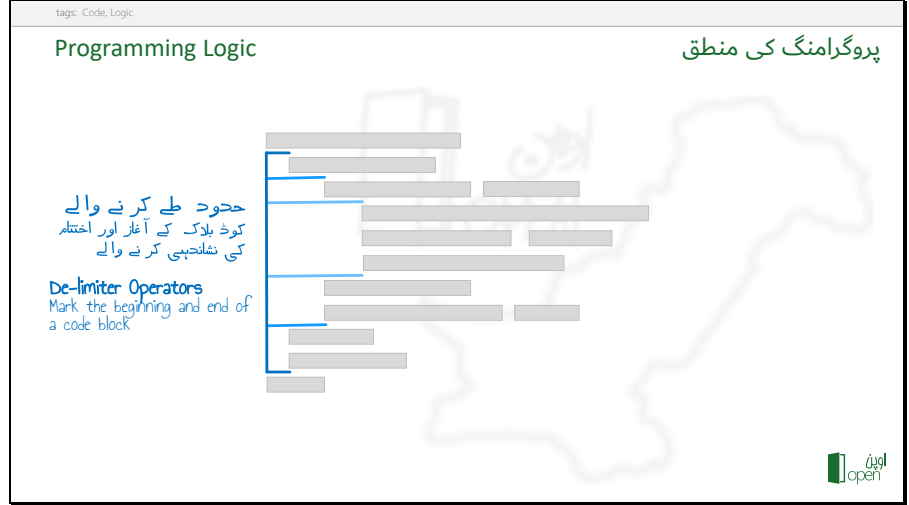 tags: Code, Logic
Programming Logic
پروگرامنگ کی منطق
حدود طے کرنے والے
کوڈ بلاک کے آغاز اور اختتام
کی نشاندہی کرنے والے
De-limiter Operators
Mark the beginning and end of
a code block
اوپن
open